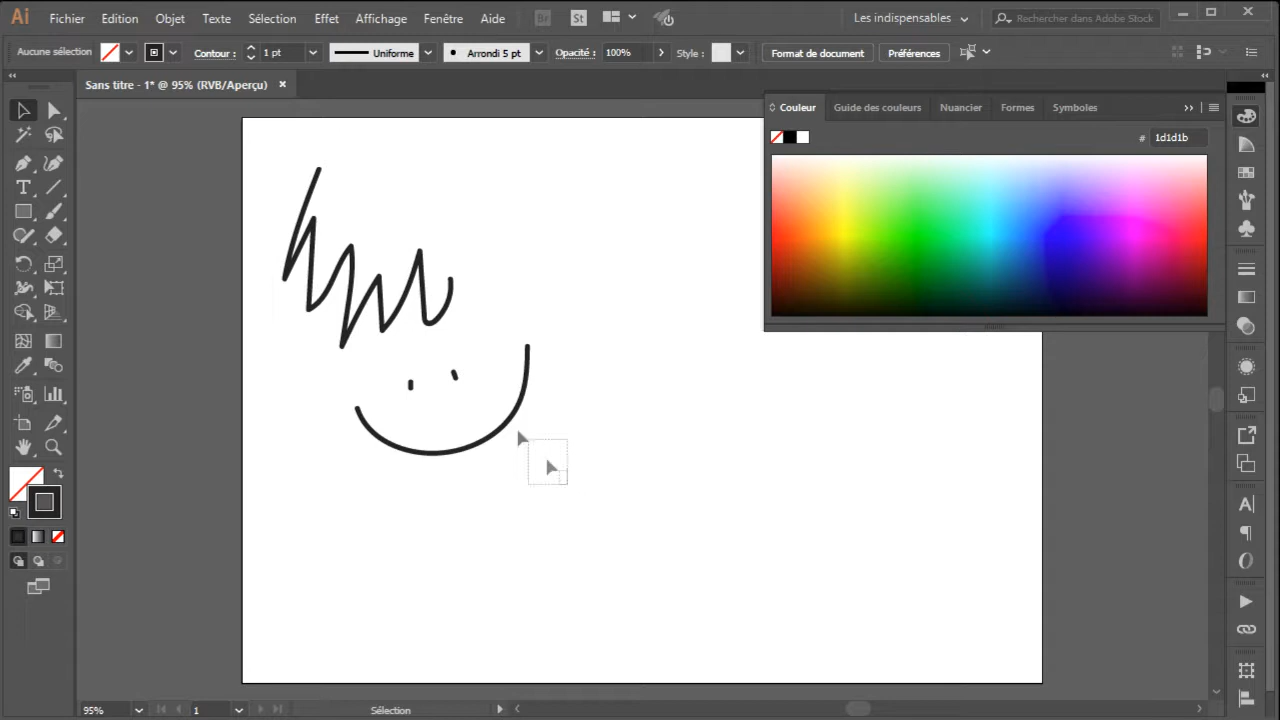 Ai Fichier Edition Objet Texte Sélection Effet Affichage Fenêtre Aide Br St Les indispensables Rechercher dans Adobe Stock
Aucune sélection Contour : 1 pt Uniforme Arrondi 5 pt Opacité : 100% Style : Format de document Préférences
Sans titre - 1* @ 95% (RVB/Aperçu)
Couleur Guide des couleurs Nuancier Formes Symboles
# 1d1d1b
95% 1 Sélection